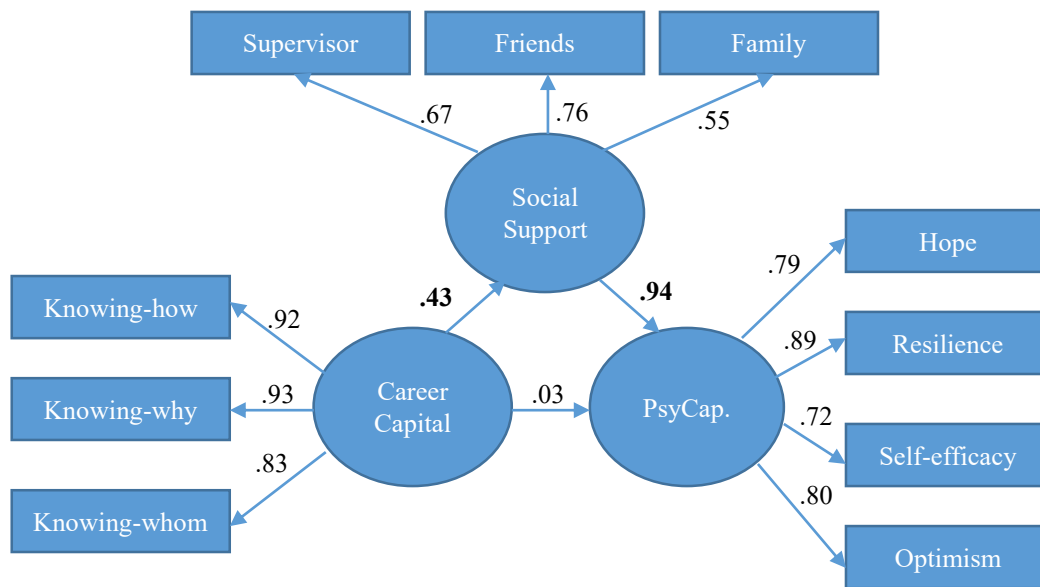 Supervisor
Friends
Family
.67
.76
.55
Social
Support
Hope
.79
Knowing-how
.43
.94
.92
.89
Resilience
Knowing-why
.93
Career
Capital
.03
PsyCap.
.72
Self-efficacy
.83
.80
Knowing-whom
Optimism